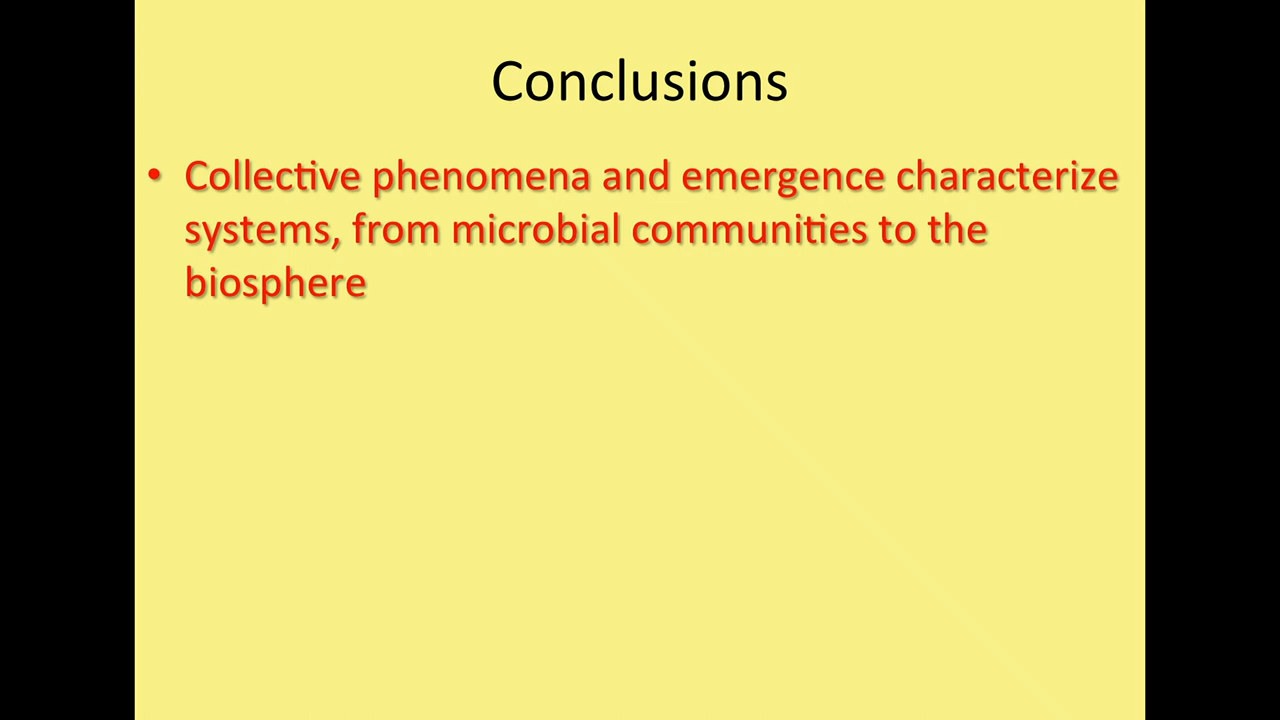 Conclusions
• Collective phenomena and emergence characterize
systems, from microbial communities to the
biosphere